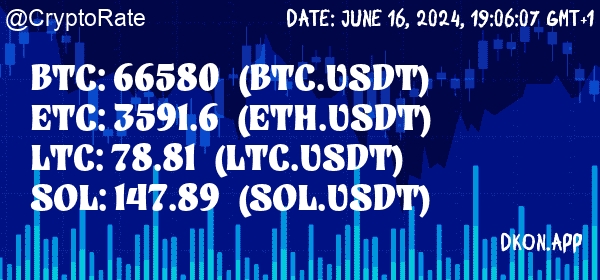 @CryptoRate
DATE: JUNE 16, 2024, 19:06:07 GMT+1
BTC: 66580 (BTC.USDT)
ETC: 3591.6 (ETH.USDT)
LTC: 78.81 (LTC.USDT)
SOL: 147.89 (SOL.USDT)
DKON.APP